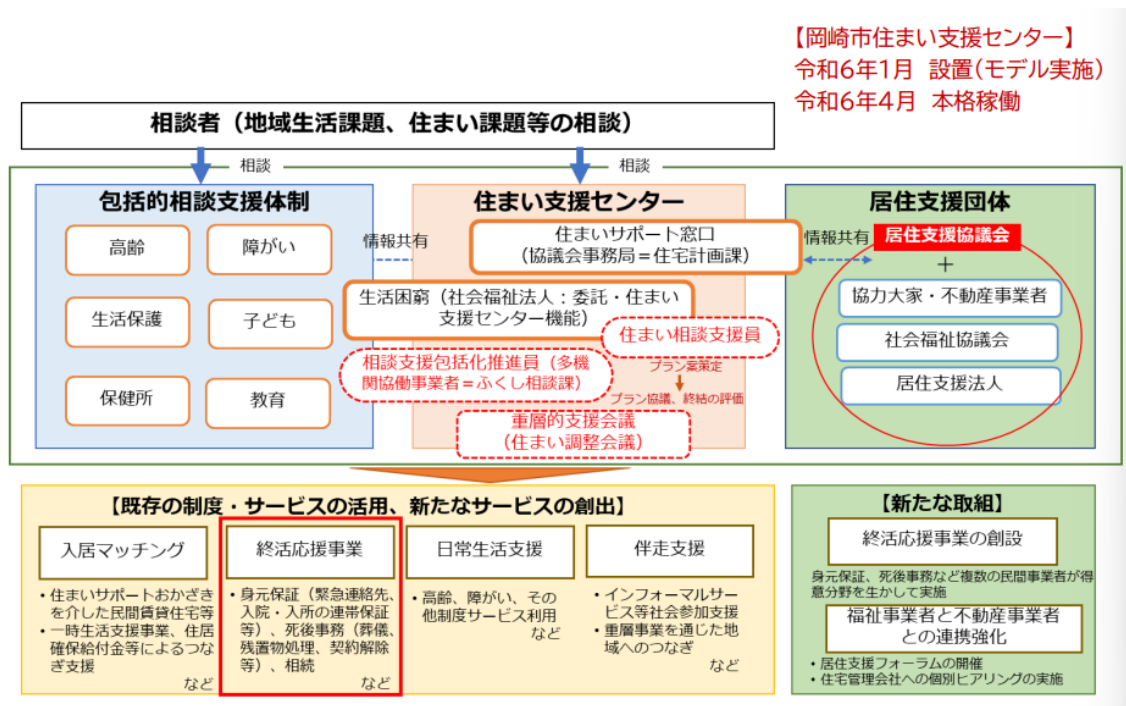 【岡崎市住まい支援センター】
令和6年1月 設置(モデル実施)
令和6年4月 本格稼働
相談者（地域生活課題、住まい課題等の相談）
相談
相談
包括的相談支援体制
高齢
障がい
生活保護
子ども
保健所
教育
情報共有
住まい支援センター
住まいサポート窓口
（協議会事務局＝住宅計画課）
生活困窮（社会福祉法人：委託・住まい
支援センター機能）
住まい相談支援員
相談支援包括化推進員（多機
関協働事業者＝ふくし相談課）
プラン案策定
プラン協議、終結の評価
重層的支援会議
（住まい調整会議）
情報共有
居住支援団体
居住支援協議会
＋
協力大家・不動産事業者
社会福祉協議会
居住支援法人
【既存の制度・サービスの活用、新たなサービスの創出】
入居マッチング
・住まいサポートおかざき
を介した民間賃貸住宅等
・一時生活支援事業、住居
確保給付金等によるつな
ぎ支援
など
終活応援事業
・身元保証（緊急連絡先、
入院・入所の連帯保証
等）、死後事務（葬儀、
残置物処理、契約解除
等）、相続
など
日常生活支援
・高齢、障がい、その
他制度サービス利用
など
伴走支援
・インフォーマルサー
ビス等社会参加支援
・重層事業を通じた地
域へのつなぎ
など
【新たな取組】
終活応援事業の創設
身元保証、死後事務など複数の民間事業者が得
意分野を生かして実施
福祉事業者と不動産事業者
との連携強化
・居住支援フォーラムの開催
・住宅管理会社への個別ヒアリングの実施